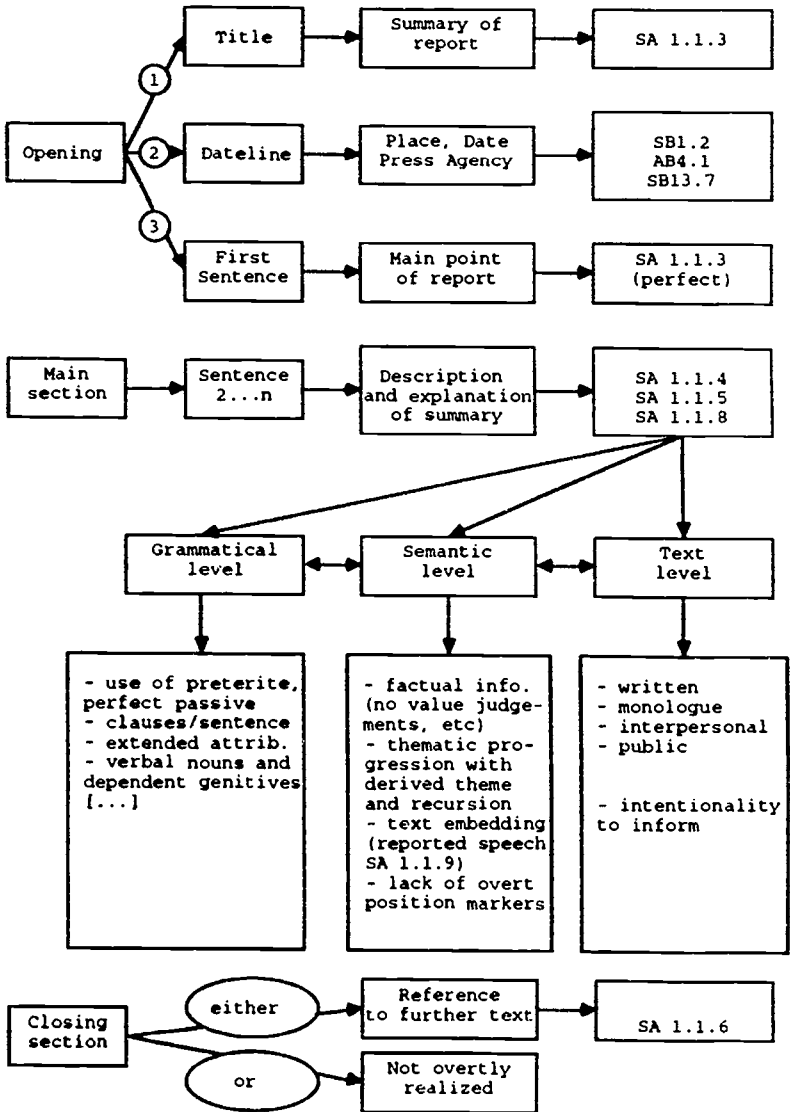 Title
Summary of
report
SA 1.1.3
1
Opening
2
Dateline
Place, Date
Press Agency
SB1.2
AB4.1
SB13.7
3
First
Sentence
Main point
of report
SA 1.1.3
(perfect)
Main
section
Sentence
2...n
Description
and explanation
of summary
SA 1.1.4
SA 1.1.5
SA 1.1.8
Grammatical
level
Semantic
level
Text
level
- use of preterite,
perfect passive
- clauses/sentence
- extended attrib.
- verbal nouns and
dependent genitives
[...]
- factual info.
(no value judge-
ments, etc)
- thematic pro-
gression with
derived theme
and recursion
- text embedding
(reported speech
SA 1.1.9)
- lack of overt
position markers
- written
- monologue
- interpersonal
- public
- intentionality
to inform
Closing
section
either
Reference
to further text
SA 1.1.6
or
Not overtly
realized